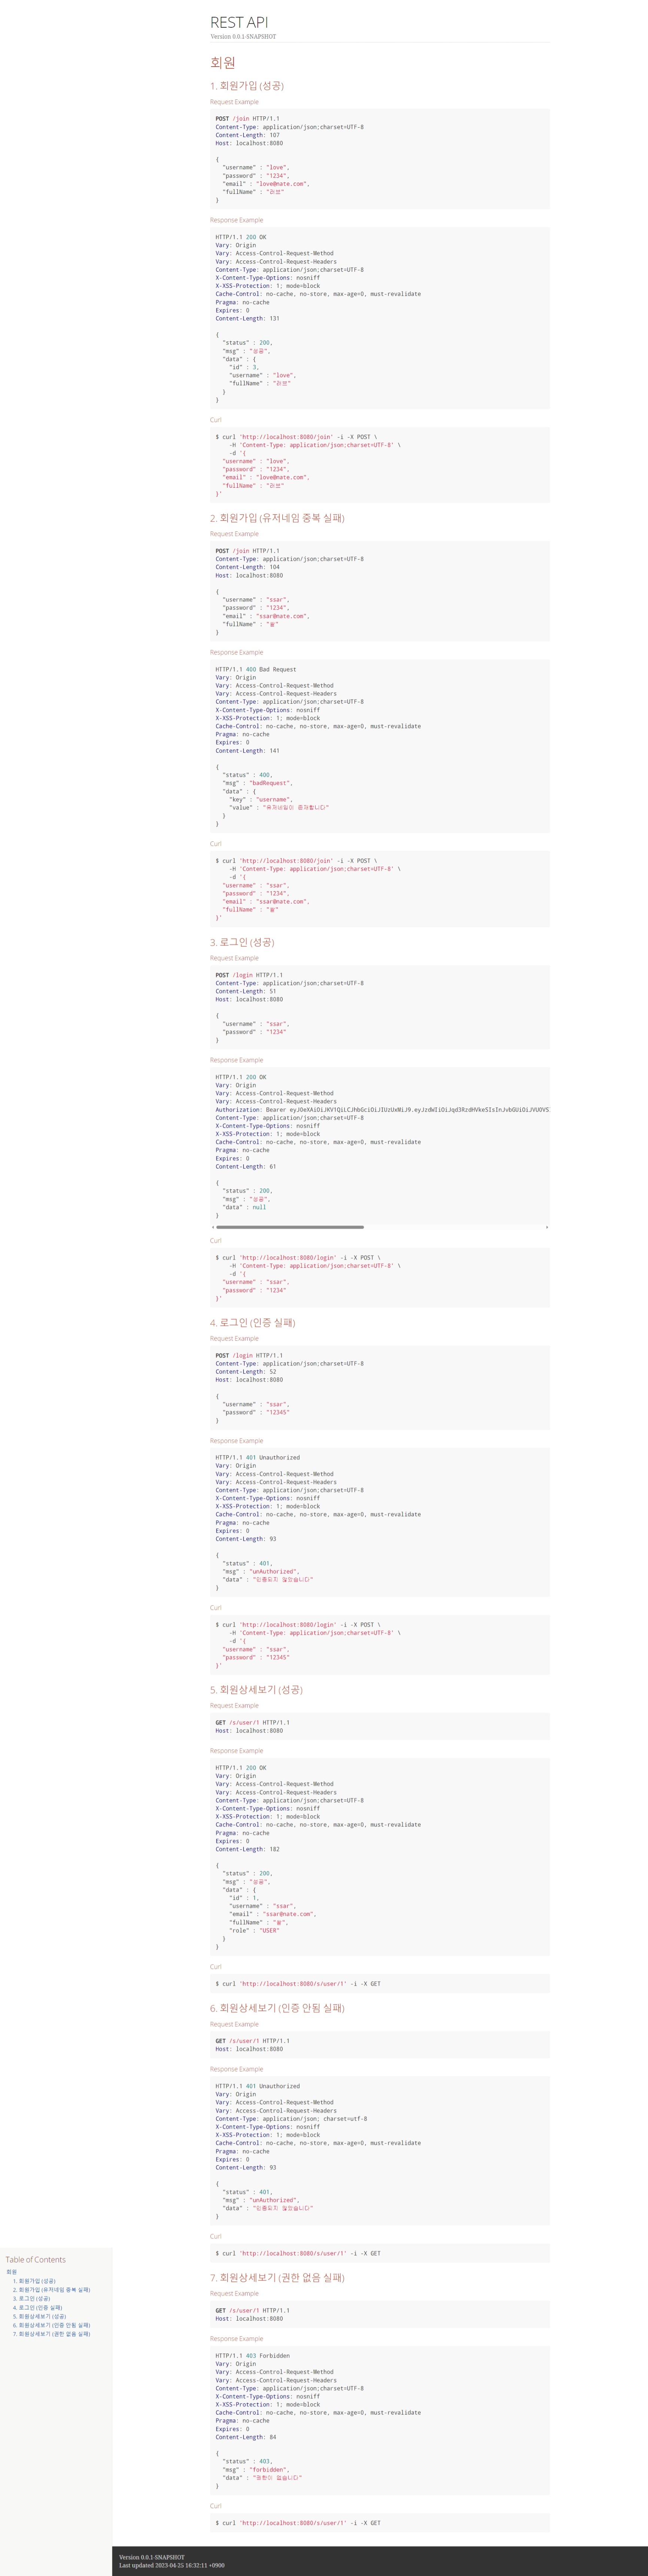 REST API
Version 0.0.1-SNAPSHOT
회원
1. 회원가입 (성공)
Request Example
POST /join HTTP/1.1
Content-Type: application/json;charset=UTF-8
Content-Length: 107
Host: localhost:8080
{
"username" : "love",
"password" : "1234",
"email" : "love@nate.com",
"fullName" : "러브"
}
Response Example
HTTP/1.1 200 OK
Vary: Origin
Vary: Access-Control-Request-Method
Vary: Access-Control-Request-Headers
Content-Type: application/json;charset=UTF-8
X-Content-Type-Options: nosniff
X-XSS-Protection: 1; mode=block
Cache-Control: no-cache, no-store, max-age=0, must-revalidate
Pragma: no-cache
Expires: 0
Content-Length: 131
{
"status" : 200,
"msg" : "성공",
"data" : {
"id" : 3,
"username" : "love",
"fullName" : "러브"
}
}
Curl
$ curl 'http://localhost:8080/join' -i -X POST \
-H 'Content-Type: application/json;charset=UTF-8' \
-d '{
"username" : "love",
"password" : "1234",
"email" : "love@nate.com",
"fullName" : "러브"
}'
2. 회원가입 (유저네임 중복 실패)
Request Example
POST /join HTTP/1.1
Content-Type: application/json;charset=UTF-8
Content-Length: 104
Host: localhost:8080
{
"username" : "ssar",
"password" : "1234",
"email" : "ssar@nate.com",
"fullName" : "쌀"
}
Response Example
HTTP/1.1 400 Bad Request
Vary: Origin
Vary: Access-Control-Request-Method
Vary: Access-Control-Request-Headers
Content-Type: application/json;charset=UTF-8
X-Content-Type-Options: nosniff
X-XSS-Protection: 1; mode=block
Cache-Control: no-cache, no-store, max-age=0, must-revalidate
Pragma: no-cache
Expires: 0
Content-Length: 141
{
"status" : 400,
"msg" : "badRequest",
"data" : {
"key" : "username",
"value" : "유저네임이 존재합니다"
}
}
Curl
$ curl 'http://localhost:8080/join' -i -X POST \
-H 'Content-Type: application/json;charset=UTF-8' \
-d '{
"username" : "ssar",
"password" : "1234",
"email" : "ssar@nate.com",
"fullName" : "쌀"
}'
3. 로그인 (성공)
Request Example
POST /login HTTP/1.1
Content-Type: application/json;charset=UTF-8
Content-Length: 51
Host: localhost:8080
{
"username" : "ssar",
"password" : "1234"
}
Response Example
HTTP/1.1 200 OK
Vary: Origin
Vary: Access-Control-Request-Method
Vary: Access-Control-Request-Headers
Authorization: Bearer
Content-Type: application/json;charset=UTF-8
X-Content-Type-Options: nosniff
X-XSS-Protection: 1; mode=block
Cache-Control: no-cache, no-store, max-age=0, must-revalidate
Pragma: no-cache
Expires: 0
Content-Length: 61
{
"status" : 200,
"msg" : "성공",
"data" : null
}
Curl
$ curl 'http://localhost:8080/login' -i -X POST \
-H 'Content-Type: application/json;charset=UTF-8' \
-d '{
"username" : "ssar",
"password" : "1234"
}'
4. 로그인 (인증 실패)
Request Example
POST /login HTTP/1.1
Content-Type: application/json;charset=UTF-8
Content-Length: 52
Host: localhost:8080
{
"username" : "ssar",
"password" : "12345"
}
Response Example
HTTP/1.1 401 Unauthorized
Vary: Origin
Vary: Access-Control-Request-Method
Vary: Access-Control-Request-Headers
Content-Type: application/json;charset=UTF-8
X-Content-Type-Options: nosniff
X-XSS-Protection: 1; mode=block
Cache-Control: no-cache, no-store, max-age=0, must-revalidate
Pragma: no-cache
Expires: 0
Content-Length: 93
{
"status" : 401,
"msg" : "unAuthorized",
"data" : "인증되지 않았습니다"
}
Curl
$ curl 'http://localhost:8080/login' -i -X POST \
-H 'Content-Type: application/json;charset=UTF-8' \
-d '{
"username" : "ssar",
"password" : "12345"
}'
5. 회원상세보기 (성공)
Request Example
GET /s/user/1 HTTP/1.1
Host: localhost:8080
Response Example
HTTP/1.1 200 OK
Vary: Origin
Vary: Access-Control-Request-Method
Vary: Access-Control-Request-Headers
Content-Type: application/json;charset=UTF-8
X-Content-Type-Options: nosniff
X-XSS-Protection: 1; mode=block
Cache-Control: no-cache, no-store, max-age=0, must-revalidate
Pragma: no-cache
Expires: 0
Content-Length: 182
{
"status" : 200,
"msg" : "성공",
"data" : {
"id" : 1,
"username" : "ssar",
"email" : "ssar@nate.com",
"fullName" : "쌀",
"role" : "USER"
}
}
Curl
$ curl 'http://localhost:8080/s/user/1' -i -X GET
6. 회원상세보기 (인증 안됨 실패)
Request Example
GET /s/user/1 HTTP/1.1
Host: localhost:8080
Response Example
HTTP/1.1 401 Unauthorized
Vary: Origin
Vary: Access-Control-Request-Method
Vary: Access-Control-Request-Headers
Content-Type: application/json; charset=utf-8
X-Content-Type-Options: nosniff
X-XSS-Protection: 1; mode=block
Cache-Control: no-cache, no-store, max-age=0, must-revalidate
Pragma: no-cache
Expires: 0
Content-Length: 93
{
"status" : 401,
"msg" : "unAuthorized",
"data" : "인증되지 않았습니다"
}
Curl
$ curl 'http://localhost:8080/s/user/1' -i -X GET
7. 회원상세보기 (권한 없음 실패)
Request Example
GET /s/user/1 HTTP/1.1
Host: localhost:8080
Response Example
HTTP/1.1 403 Forbidden
Vary: Origin
Vary: Access-Control-Request-Method
Vary: Access-Control-Request-Headers
Content-Type: application/json;charset=UTF-8
X-Content-Type-Options: nosniff
X-XSS-Protection: 1; mode=block
Cache-Control: no-cache, no-store, max-age=0, must-revalidate
Pragma: no-cache
Expires: 0
Content-Length: 84
{
"status" : 403,
"msg" : "forbidden",
"data" : "권한이 없습니다"
}
Curl
$ curl 'http://localhost:8080/s/user/1' -i -X GET
Table of Contents
회원
1. 회원가입 (성공)
2. 회원가입 (유저네임 중복 실패)
3. 로그인 (성공)
4. 로그인 (인증 실패)
5. 회원상세보기 (성공)
6. 회원상세보기 (인증 안됨 실패)
7. 회원상세보기 (권한 없음 실패)
Version 0.0.1-SNAPSHOT
Last updated 2023-04-25 16:32:11 +0900